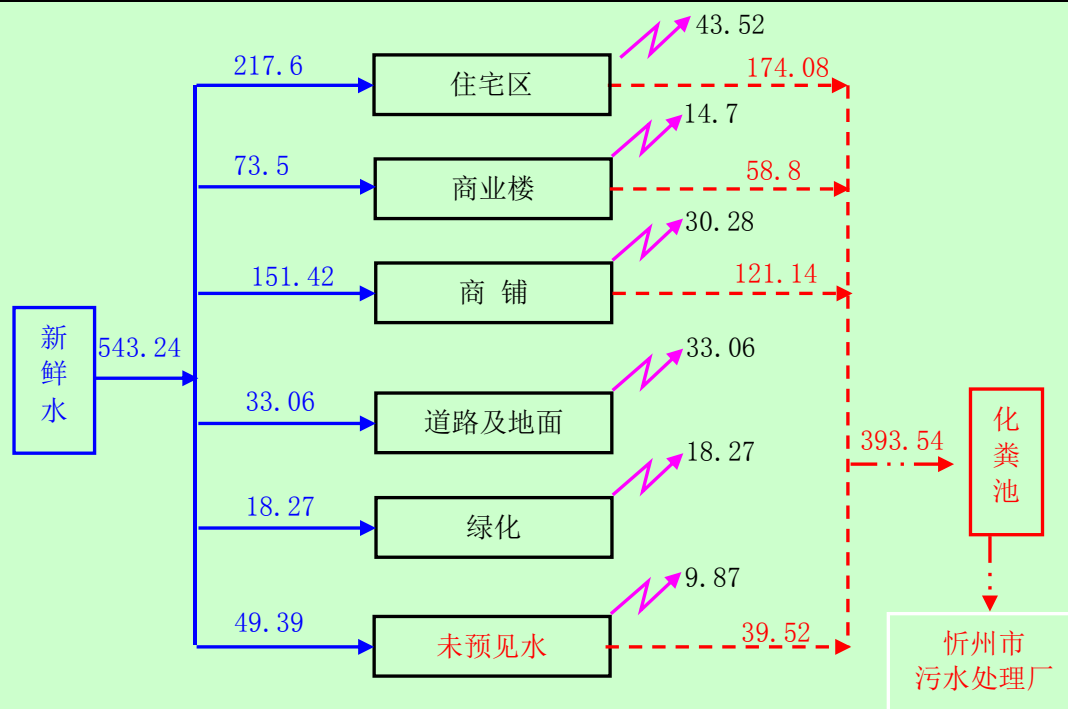 43.52
217.6
住宅区
174.08
14.7
73.5
商业楼
58.8
30.28
151.42
商 铺
121.14
新
鲜
水
543.24
33.06
33.06
道路及地面
393.54
化
粪
池
18.27
18.27
绿化
9.87
49.39
未预见水
39.52
忻州市
污水处理厂